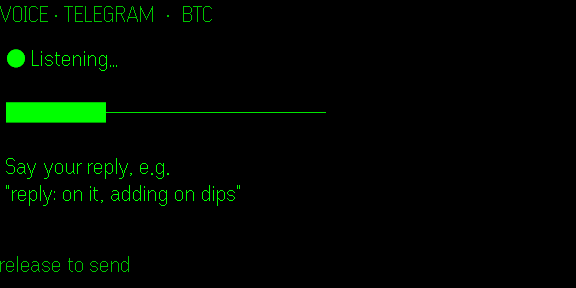 VOICE · TELEGRAM · BTC
Listening…
Say your reply, e.g.
"reply: on it, adding on dips"
release to send